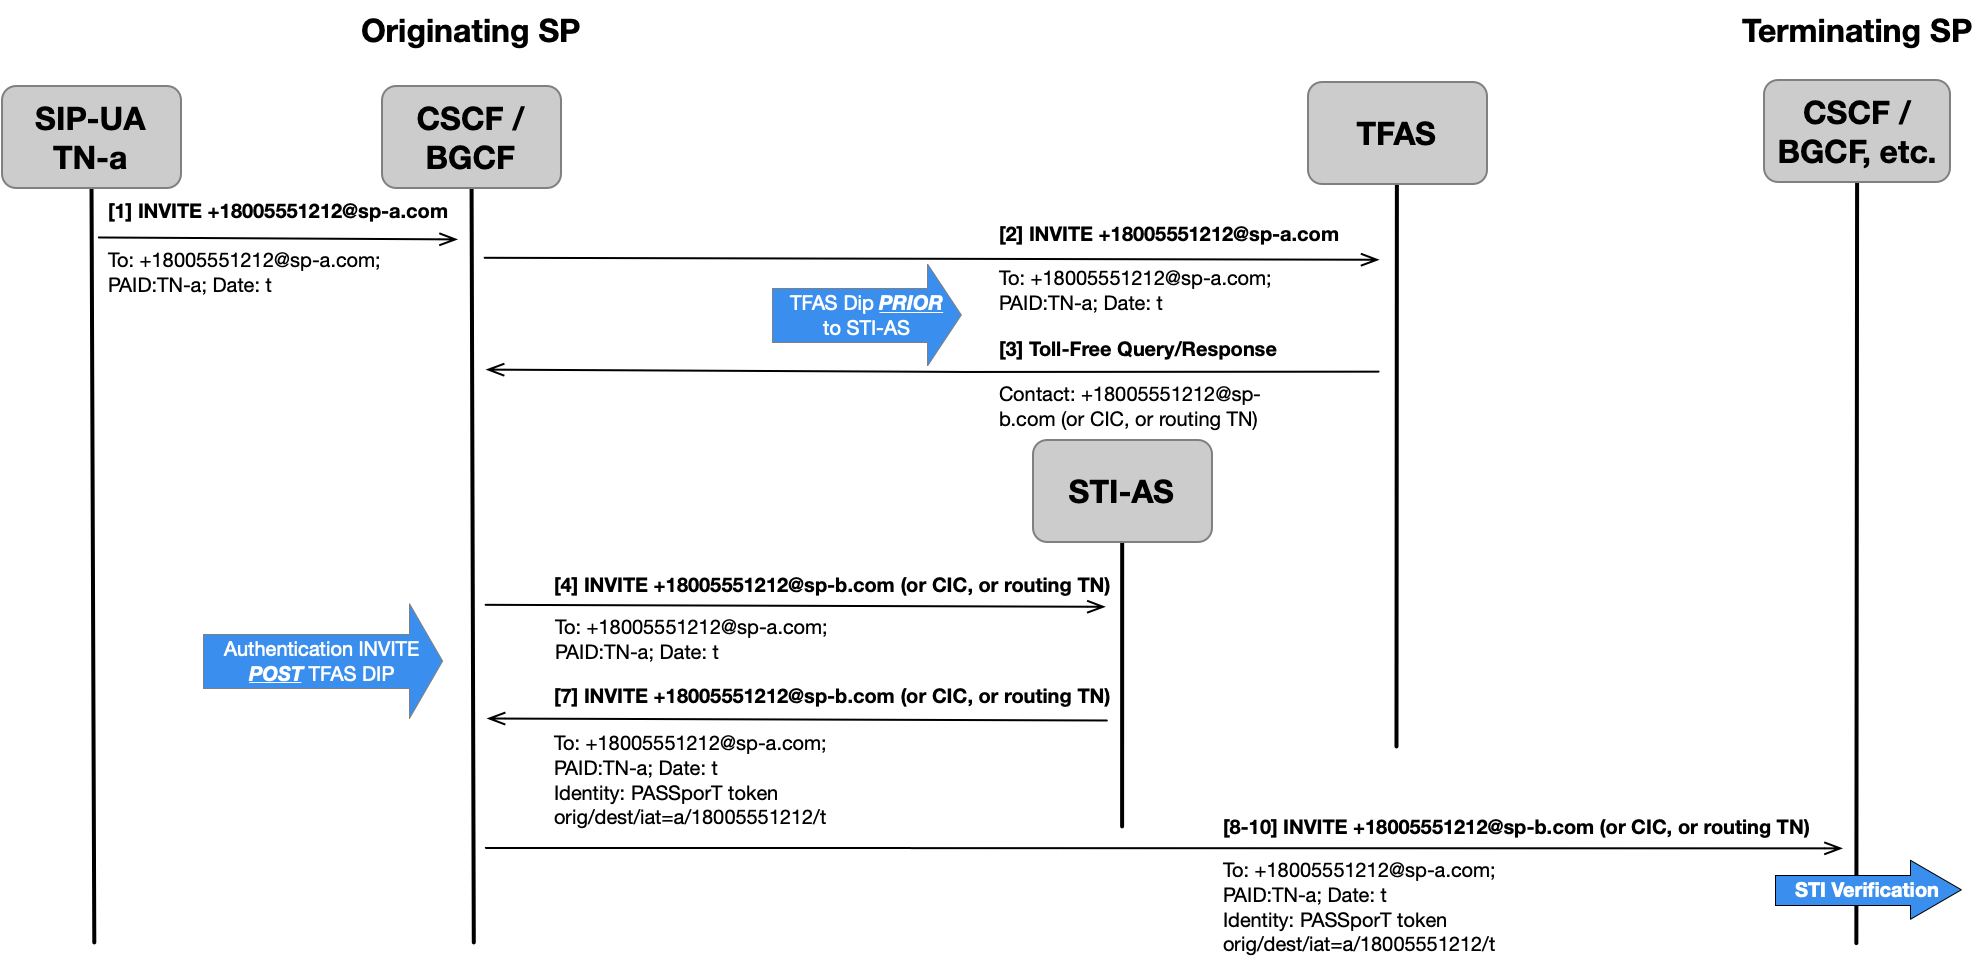 Originating SP
Terminating SP
SIP-UA
TN-a
CSCF /
BGCF
TFAS
CSCF /
BGCF, etc.
[1] INVITE +18005551212@sp-a.com
To: +18005551212@sp-a.com;
PAID:TN-a; Date: t
[2] INVITE +18005551212@sp-a.com
To: +18005551212@sp-a.com;
PAID:TN-a; Date: t
TFAS Dip PRIOR
to STI-AS
[3] Toll-Free Query/Response
Contact: +18005551212@sp-
b.com (or CIC, or routing TN)
STI-AS
[4] INVITE +18005551212@sp-b.com (or CIC, or routing TN)
To: +18005551212@sp-a.com;
PAID:TN-a; Date: t
Authentication INVITE
POST TFAS DIP
[7] INVITE +18005551212@sp-b.com (or CIC, or routing TN)
To: +18005551212@sp-a.com;
PAID:TN-a; Date: t
Identity: PASSporT token
orig/dest/iat=a/18005551212/t
[8-10] INVITE +18005551212@sp-b.com (or CIC, or routing TN)
To: +18005551212@sp-a.com;
PAID:TN-a; Date: t
Identity: PASSporT token
orig/dest/iat=a/18005551212/t
STI Verification